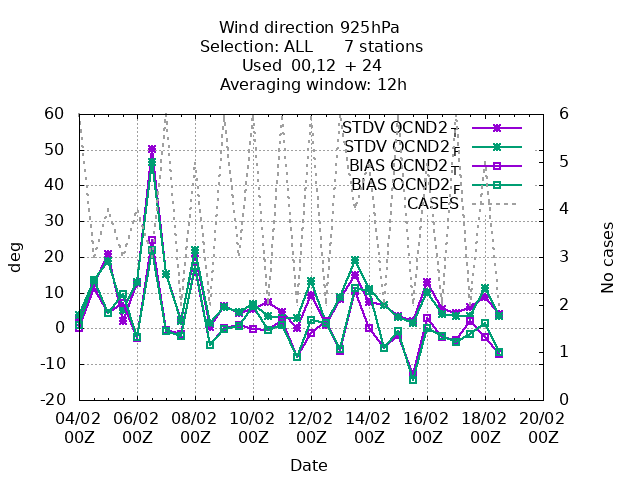 Wind direction 925hPa
Selection: ALL 7 stations
Used 00,12 + 24
Averaging window: 12h
STDV OCND2_T
STDV OCND2_F
BIAS OCND2_T
BIAS OCND2_F
CASES
60
50
40
30
20
10
0
-10
-20
deg
6
5
4
3
2
1
0
No cases
04/02 06/02 08/02 10/02 12/02 14/02 16/02 18/02 20/02
00Z 00Z 00Z 00Z 00Z 00Z 00Z 00Z 00Z
Date